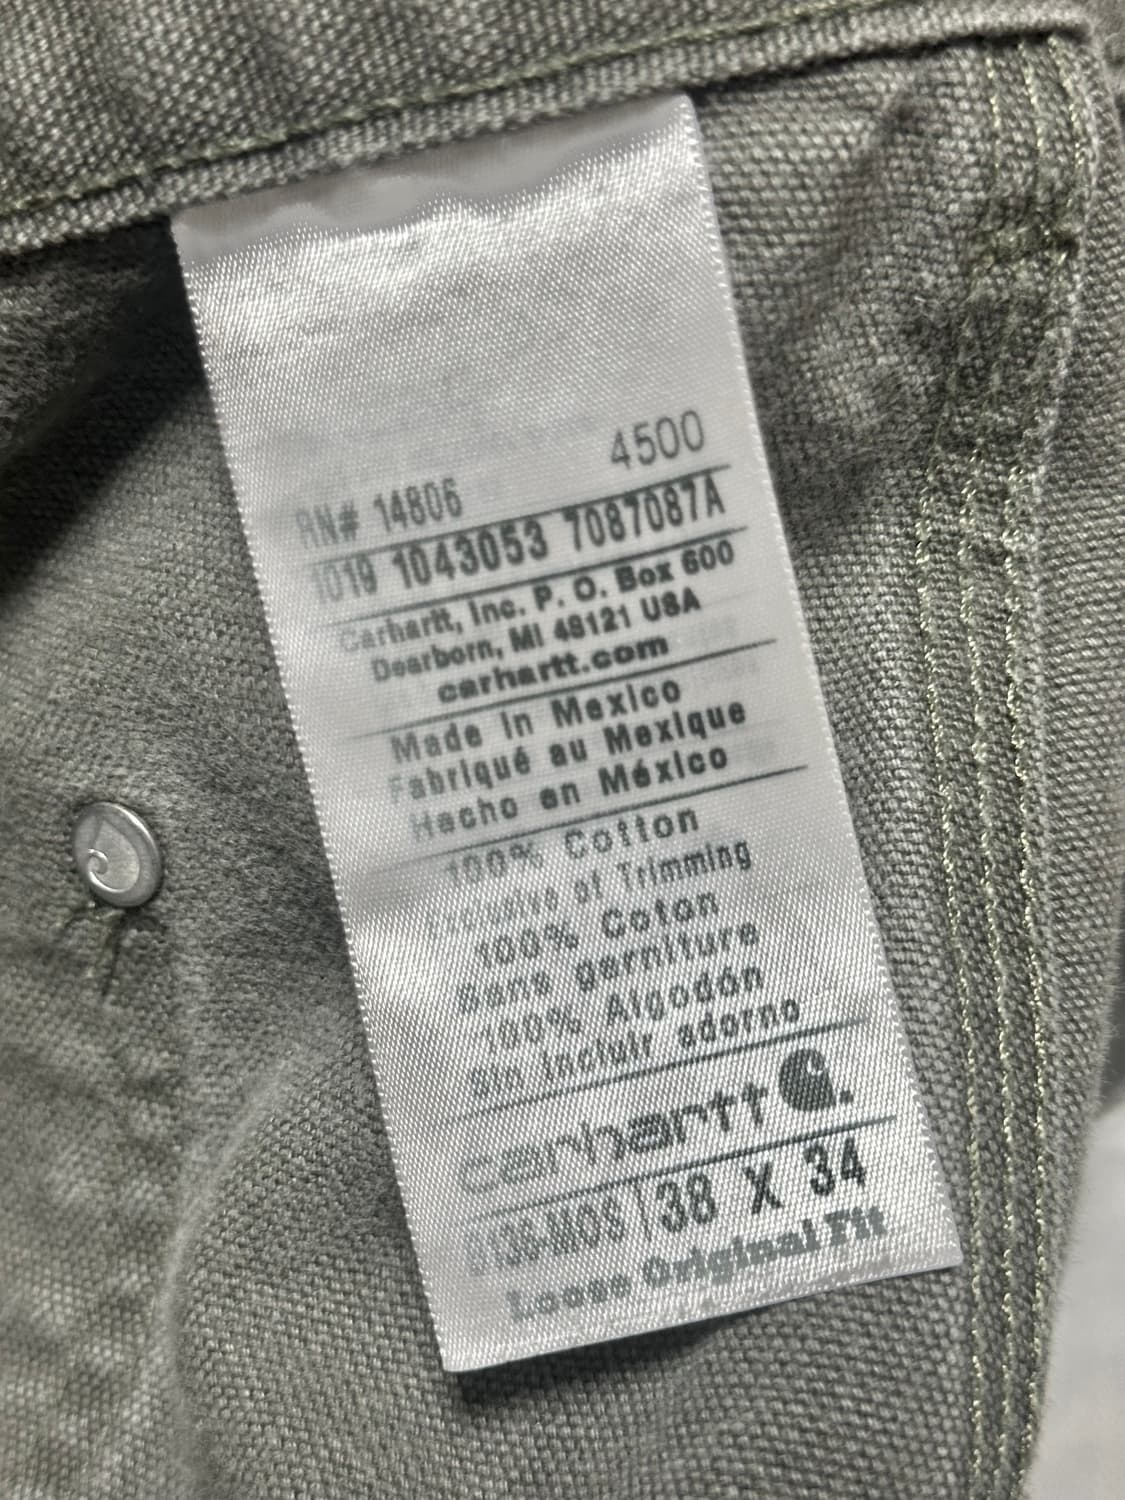 4500
RN# 14806
1019 1043053 7087087A
Carhartt, Inc. P. O. Box 600
Dearborn, MI 48121 USA
carhartt.com
Made in Mexico
Fabriqué au Mexique
Hecho en México
100% Cotton
Exclusive of Trimming
100% Coton
Sans garniture
100% Algodón
Sin incluir adorno
carhartt
38 X 34
Loose Original Fit